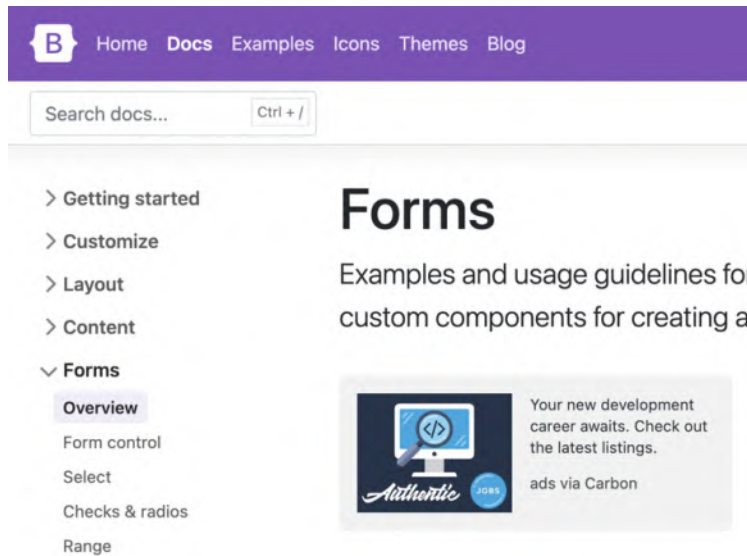 B Home Docs Examples Icons Themes Blog
Search docs... Ctrl + /
Getting started
Customize
Layout
Content
Forms
Overview
Form control
Select
Checks & radios
Range
Forms
Examples and usage guidelines for
custom components for creating a
</>
Authentic JOBS
Your new development
career awaits. Check out
the latest listings.
ads via Carbon